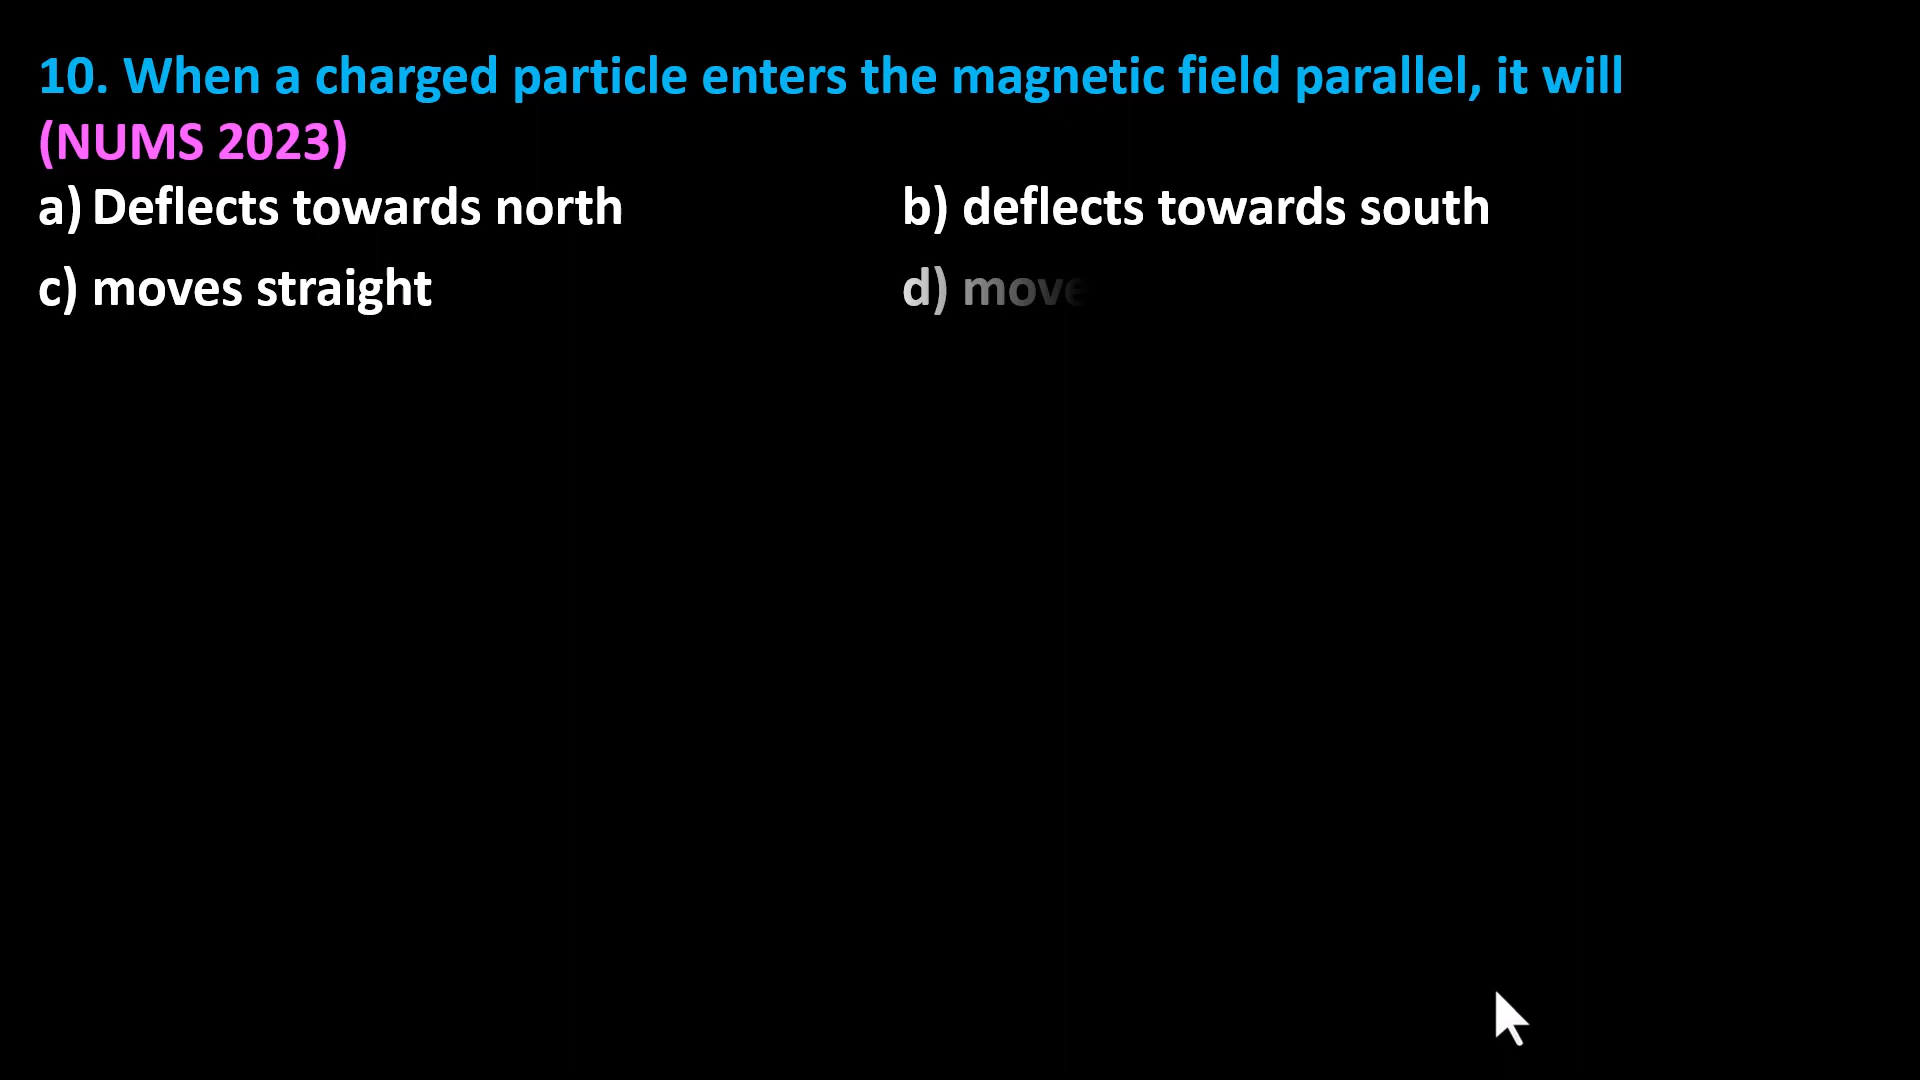 10. When a charged particle enters the magnetic field parallel, it will
(NUMS 2023)
a) Deflects towards north b) deflects towards south
c) moves straight d) move